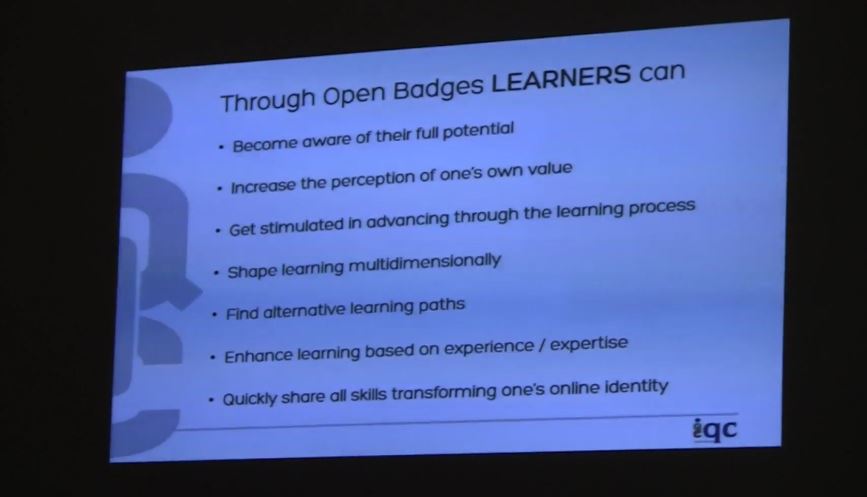 Through Open Badges LEARNERS can
• Become aware of their full potential
• Increase the perception of one's own value
• Get stimulated in advancing through the learning process
• Shape learning multidimensionally
• Find alternative learning paths
• Enhance learning based on experience / expertise
• Quickly share all skills transforming one's online identity
iqc